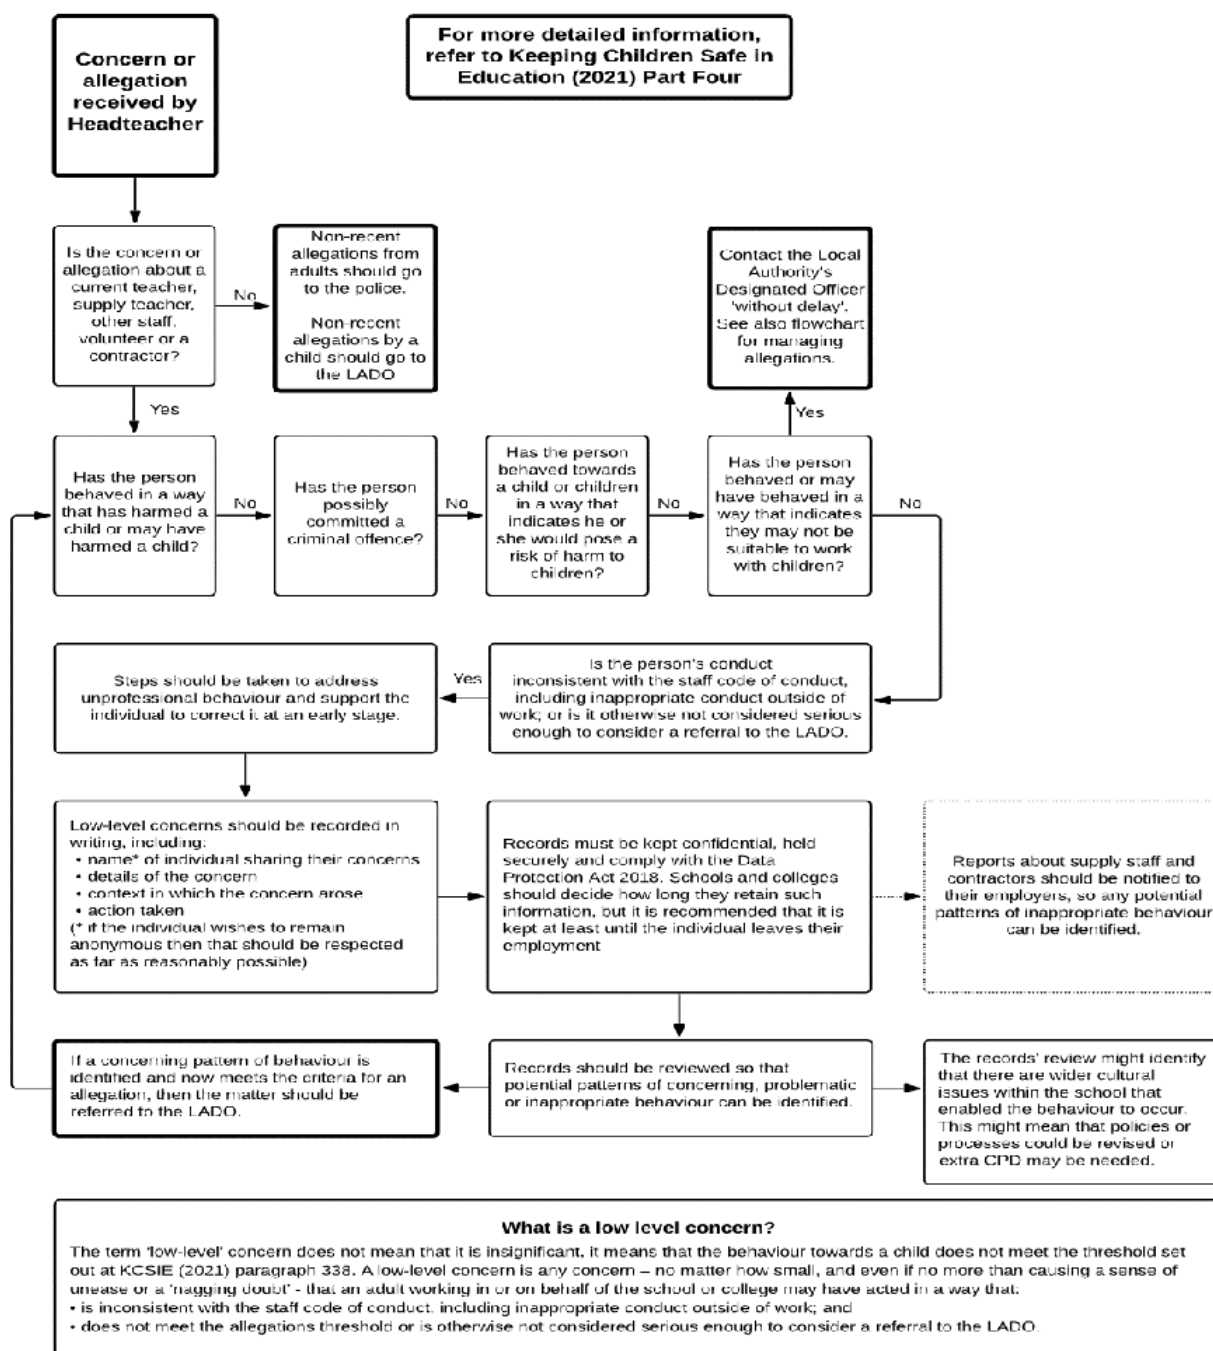 Concern or
allegation
received by
Headteacher
For more detailed information,
refer to Keeping Children Safe in
Education (2021) Part Four
Is the concern or
allegation about a
current teacher,
supply teacher,
other staff,
volunteer or a
contractor?
No
Non-recent
allegations from
adults should go
to the police.
Non-recent
allegations by a
child should go to
the LADO
Contact the Local
Authority's
Designated Officer
'without delay'.
See also flowchart
for managing
allegations.
Yes
Yes
Has the person
behaved in a way
that has harmed a
child or may have
harmed a child?
No
Has the person
possibly
committed a
criminal offence?
No
Has the person
behaved towards
a child or children
in a way that
indicates he or
she would pose a
risk of harm to
children?
No
Has the person
behaved or may
have behaved in a
way that indicates
they may not be
suitable to work
with children?
No
Steps should be taken to address
unprofessional behaviour and support the
individual to correct it at an early stage.
Yes
Is the person's conduct
inconsistent with the staff code of conduct,
including inappropriate conduct outside of
work; or is it otherwise not considered serious
enough to consider a referral to the LADO.
Low-level concerns should be recorded in
writing, including:
• name* of individual sharing their concerns
• details of the concern
• context in which the concern arose
• action taken
(* if the individual wishes to remain
anonymous then that should be respected
as far as reasonably possible)
Records must be kept confidential, held
securely and comply with the Data
Protection Act 2018. Schools and colleges
should decide how long they retain such
information, but it is recommended that it is
kept at least until the individual leaves their
employment
Reports about supply staff and
contractors should be notified to
their employers, so any potential
patterns of inappropriate behaviour
can be identified.
If a concerning pattern of behaviour is
identified and now meets the criteria for an
allegation, then the matter should be
referred to the LADO.
Records should be reviewed so that
potential patterns of concerning, problematic
or inappropriate behaviour can be identified.
The records' review might identify
that there are wider cultural
issues within the school that
enabled the behaviour to occur.
This might mean that policies or
processes could be revised or
extra CPD may be needed.
What is a low level concern?
The term 'low-level' concern does not mean that it is insignificant, it means that the behaviour towards a child does not meet the threshold set
out at KCSIE (2021) paragraph 338. A low-level concern is any concern – no matter how small, and even if no more than causing a sense of
unease or a 'nagging doubt' - that an adult working in or on behalf of the school or college may have acted in a way that:
• is inconsistent with the staff code of conduct, including inappropriate conduct outside of work; and
• does not meet the allegations threshold or is otherwise not considered serious enough to consider a referral to the LADO.